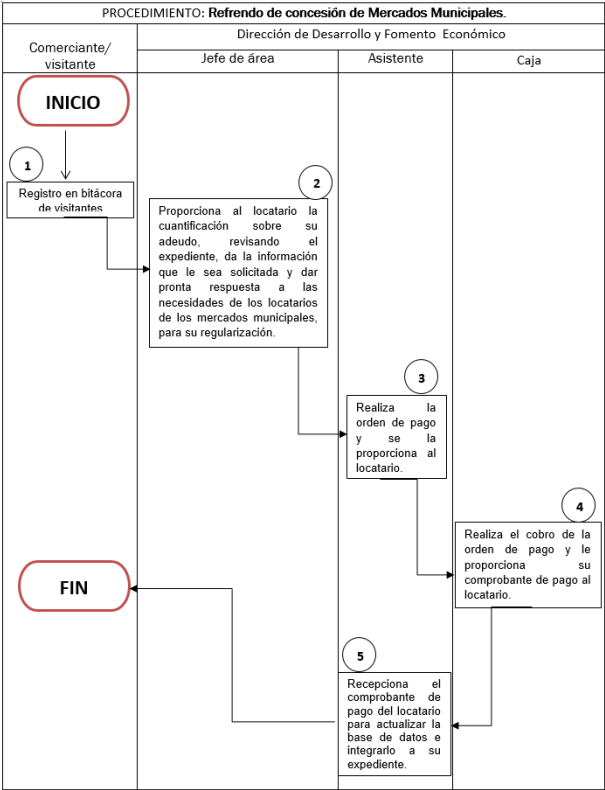 PROCEDIMIENTO: Refrendo de concesión de Mercados Municipales.
Comerciante/
visitante
Dirección de Desarrollo y Fomento Económico
Jefe de área
Asistente
Caja
INICIO
1
Registro en bitácora
de visitantes
2
Proporciona al locatario la
cuantificación sobre su
adeudo, revisando el
expediente, da la información
que le sea solicitada y dar
pronta respuesta a las
necesidades de los locatarios
de los mercados municipales,
para su regularización.
3
Realiza la
orden de pago
y se la
proporciona al
locatario.
4
Realiza el cobro de la
orden de pago y le
proporciona su
comprobante de pago al
locatario.
FIN
5
Recepciona el
comprobante de
pago del locatario
para actualizar la
base de datos e
integrarlo a su
expediente.